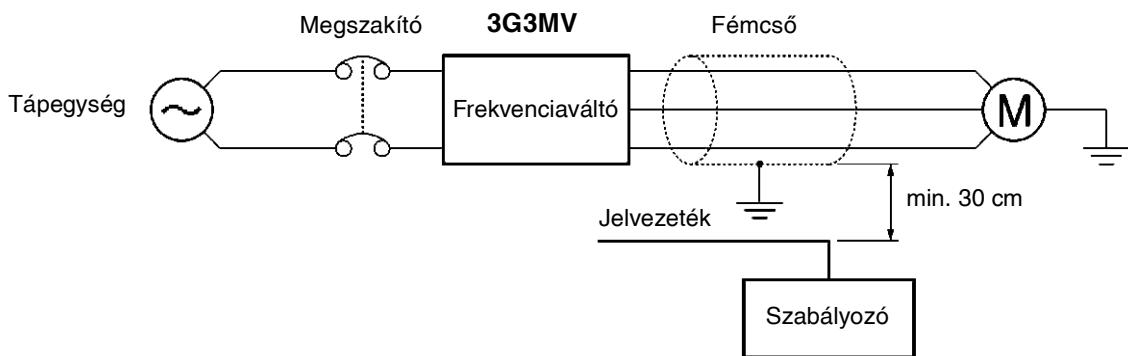 Megszakító
3G3MV
Fémcső
Tápegység
Frekvenciaváltó
M
min. 30 cm
Jelvezeték
Szabályozó